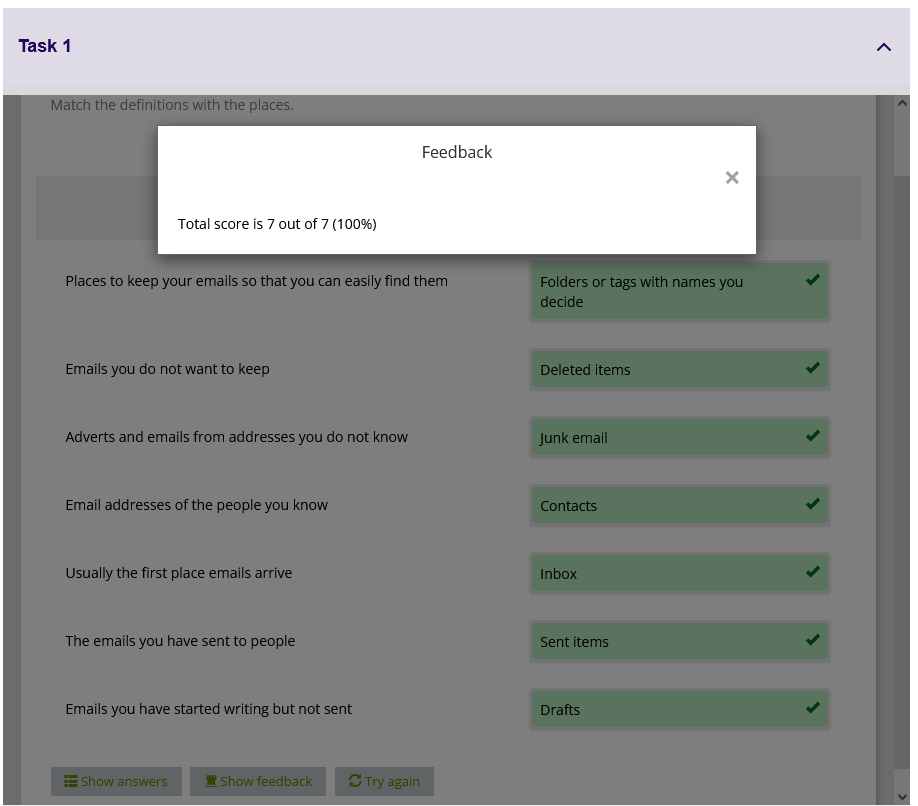 Task 1
Match the definitions with the places.
Feedback
Total score is 7 out of 7 (100%)
Places to keep your emails so that you can easily find them
Folders or tags with names you
decide
Emails you do not want to keep
Deleted items
Adverts and emails from addresses you do not know
Junk email
Email addresses of the people you know
Contacts
Usually the first place emails arrive
Inbox
The emails you have sent to people
Sent items
Emails you have started writing but not sent
Drafts
Show answers
Show feedback
Try again